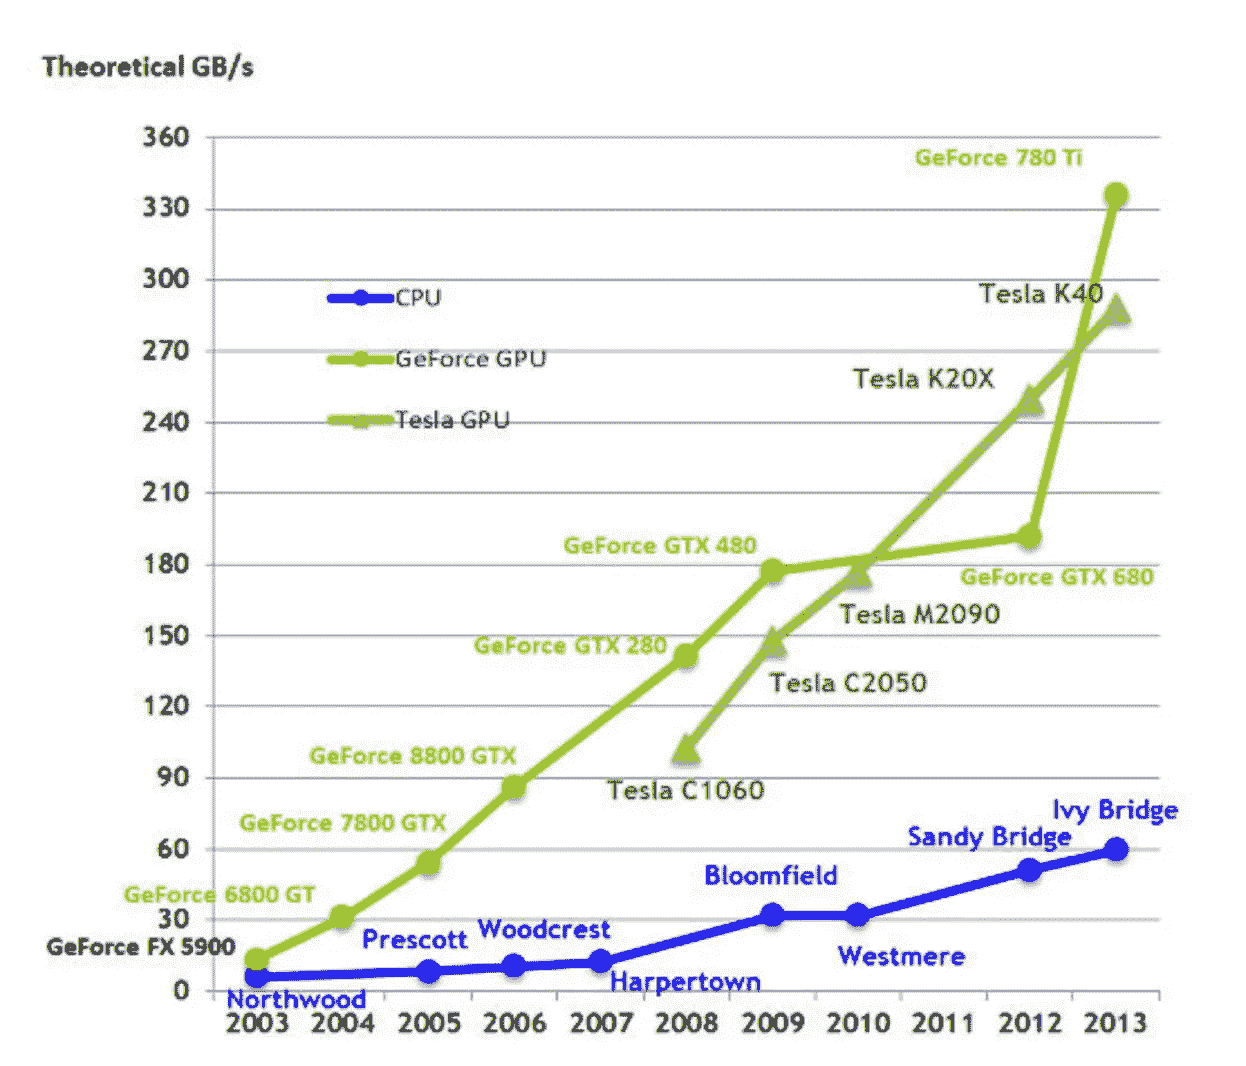 Theoretical GB/s
360
GeForce 780 Ti
330
300
Tesla K40
CPU
270
GeForce GPU
Tesla K20X
240
Tesla GPU
210
GeForce GTX 480
180
GeForce GTX 680
Tesla M2090
150
GeForce GTX 280
Tesla C2050
120
GeForce 8800 GTX
90
Tesla C1060
Ivy Bridge
GeForce 7800 GTX
Sandy Bridge
60
Bloomfield
GeForce 6800 GT
30
Woodcrest
Prescott
GeForce FX 5900
Westmere
Harpertown
0
Northwood
2003 2004 2005 2006 2007 2008 2009 2010 2011 2012 2013